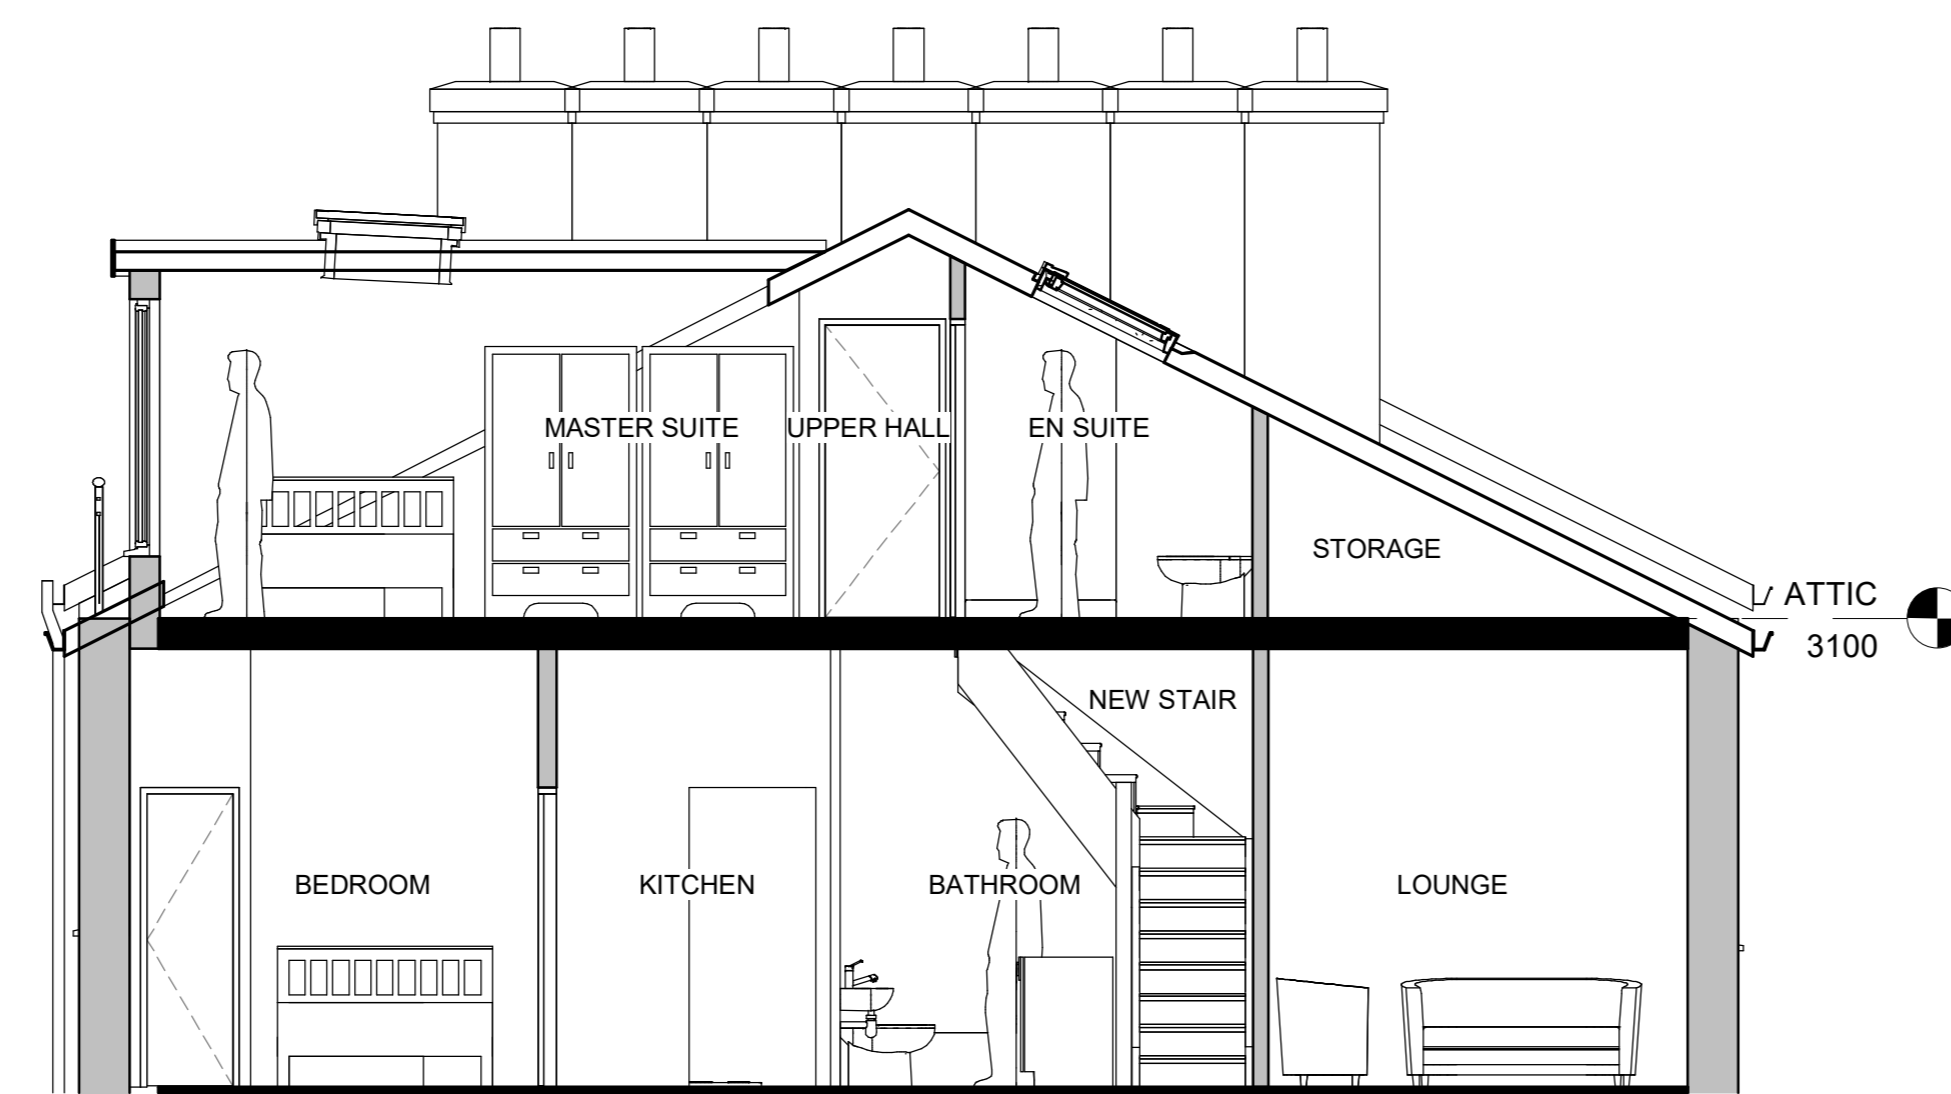 MASTER SUITE
UPPER HALL
EN SUITE
STORAGE
ATTIC
3100
NEW STAIR
BEDROOM
KITCHEN
BATHROOM
LOUNGE